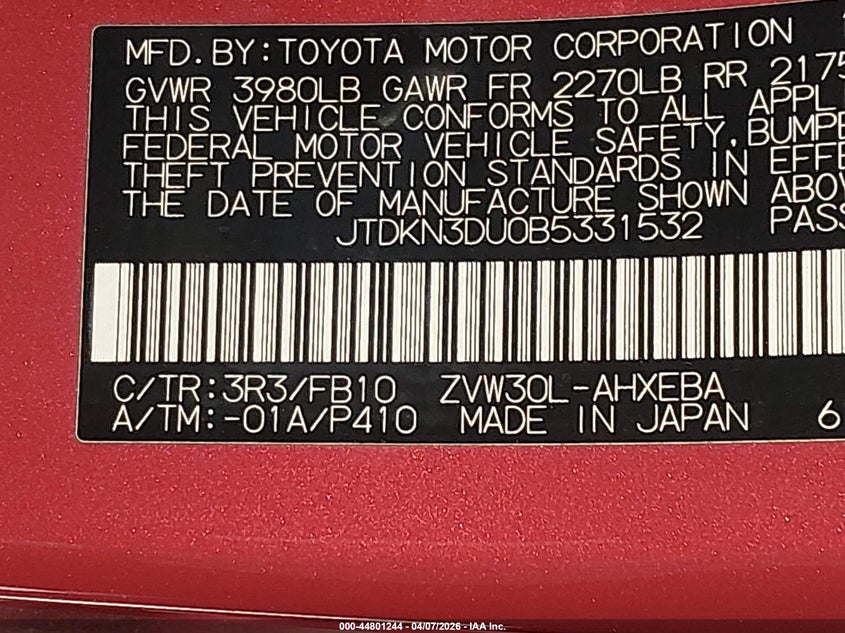 MFD.BY:TOYOTA MOTOR CORPORATION
GVWR 3980LB GAWR FR 2270LB RR 2175
THIS VEHICLE CONFORMS TO ALL APPL
FEDERAL MOTOR VEHICLE SAFETY,BUMPE
THEFT PREVENTION STANDARDS IN EFFE
THE DATE OF MANUFACTURE SHOWN ABOV
JTDKN3DU0B5331532 PASS
C/TR:3R3/FB10 ZVW30L-AHXEBA
A/TM:-01A/P410 MADE IN JAPAN 6
000-44801244 - 04/07/2026 - IAA Inc.